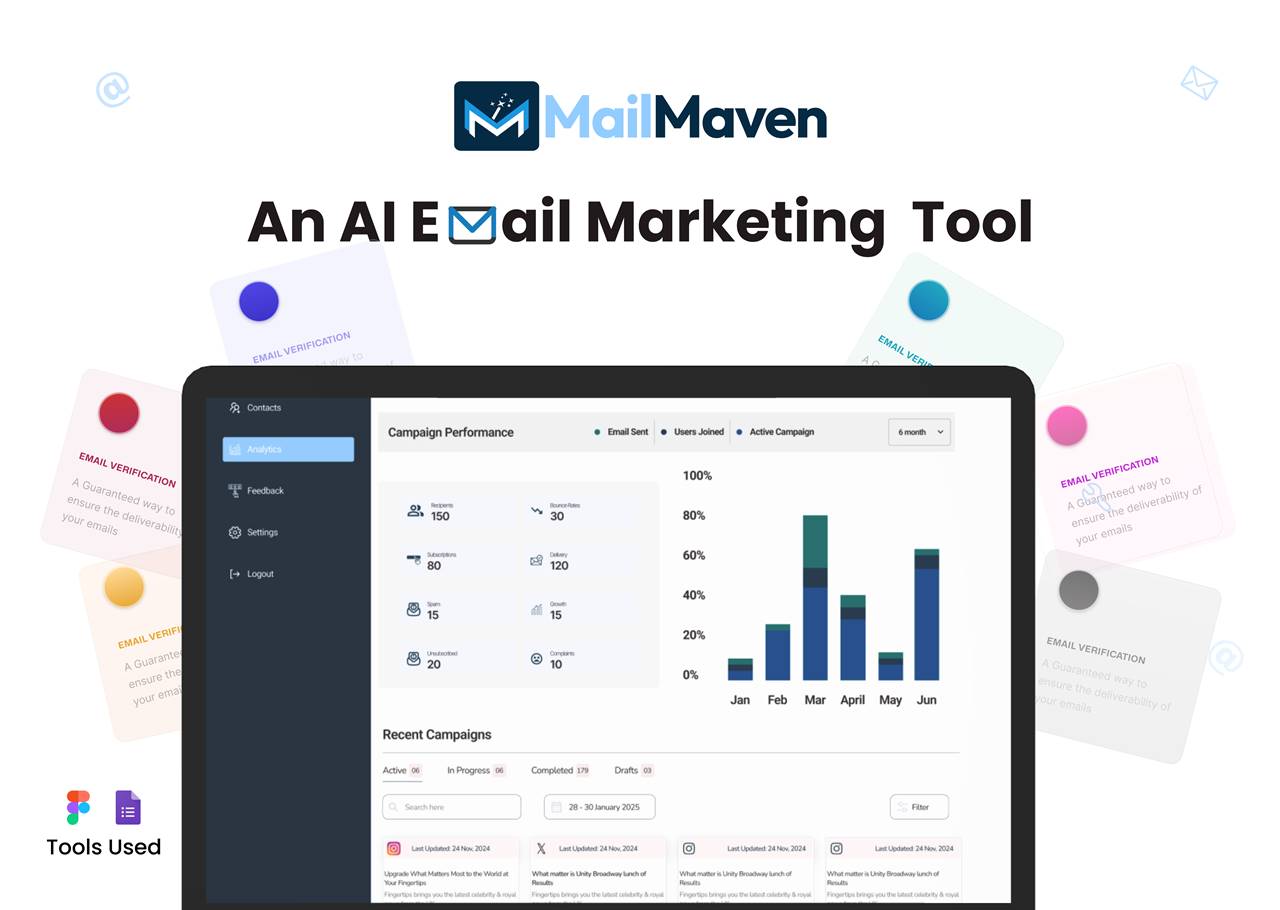 MailMaven
An AI Email Marketing Tool
EMAIL VERIFICATION
way to
EMAIL VERIFICATION
A Guaranteed way to
ensure the deliverability
your emails
EMAIL VERIFI
A Guarante
ensure the
your emai
EMAIL VERIF
A G
EMAIL VERIFICATION
A Guaranteed way to
ensure the deliverability of
your emails
EMAIL VERIFICATION
A Guaranteed way to
ensure the deliverability of
your emails
Contacts
Analytics
Feedback
Settings
Logout
Campaign Performance
Email Sent
Users Joined
Active Campaign
6 month
Recipients
150
Bounce Rates
30
Subscriptions
80
Delivery
120
Spam
15
Growth
15
Unsubscribed
20
Complaints
10
100%
80%
60%
40%
20%
0%
Jan Feb Mar April May Jun
Recent Campaigns
Active 06 In Progress 06 Completed 179 Drafts 03
Search here
28 - 30 January 2025
Filter
Last Updated: 24 Nov, 2024
Upgrade What Matters Most to the World at
Your Fingertips
Fingertips brings you the latest celebrity & royal
Last Updated: 24 Nov, 2024
What matter is Unity Broadway lunch of
Results
Fingertips brings you the latest celebrity & royal
Last Updated: 24 Nov, 2024
What matter is Unity Broadway lunch of
Results
Fingertips brings you the latest celebrity & royal
Last Updated: 24 Nov, 2024
What matter is Unity Broadway lunch of
Results
Fingertips brings you the latest celebrity & royal
Tools Used